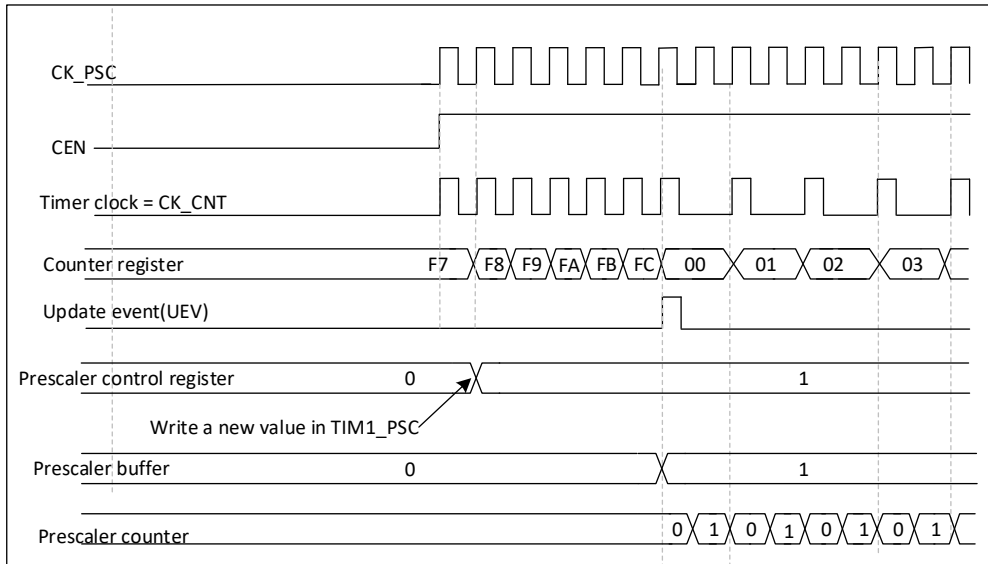 CK_PSC
CEN
Timer clock = CK_CNT
Counter register F7 F8 F9 FA FB FC 00 01 02 03
Update event(UEV)
Prescaler control register 0 1
Write a new value in TIM1_PSC
Prescaler buffer 0 1
Prescaler counter 0 1 0 1 0 1 0 1